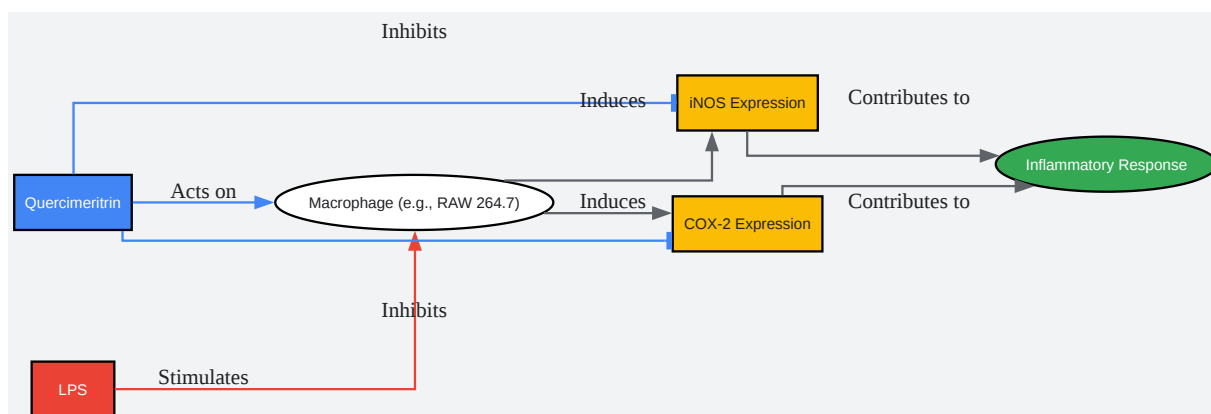 Inhibits
Induces
iNOS Expression
Contributes to
Inflammatory Response
Quercimeritrin
Acts on
Macrophage (e.g., RAW 264.7)
Induces
COX-2 Expression
Contributes to
Inhibits
Stimulates
LPS